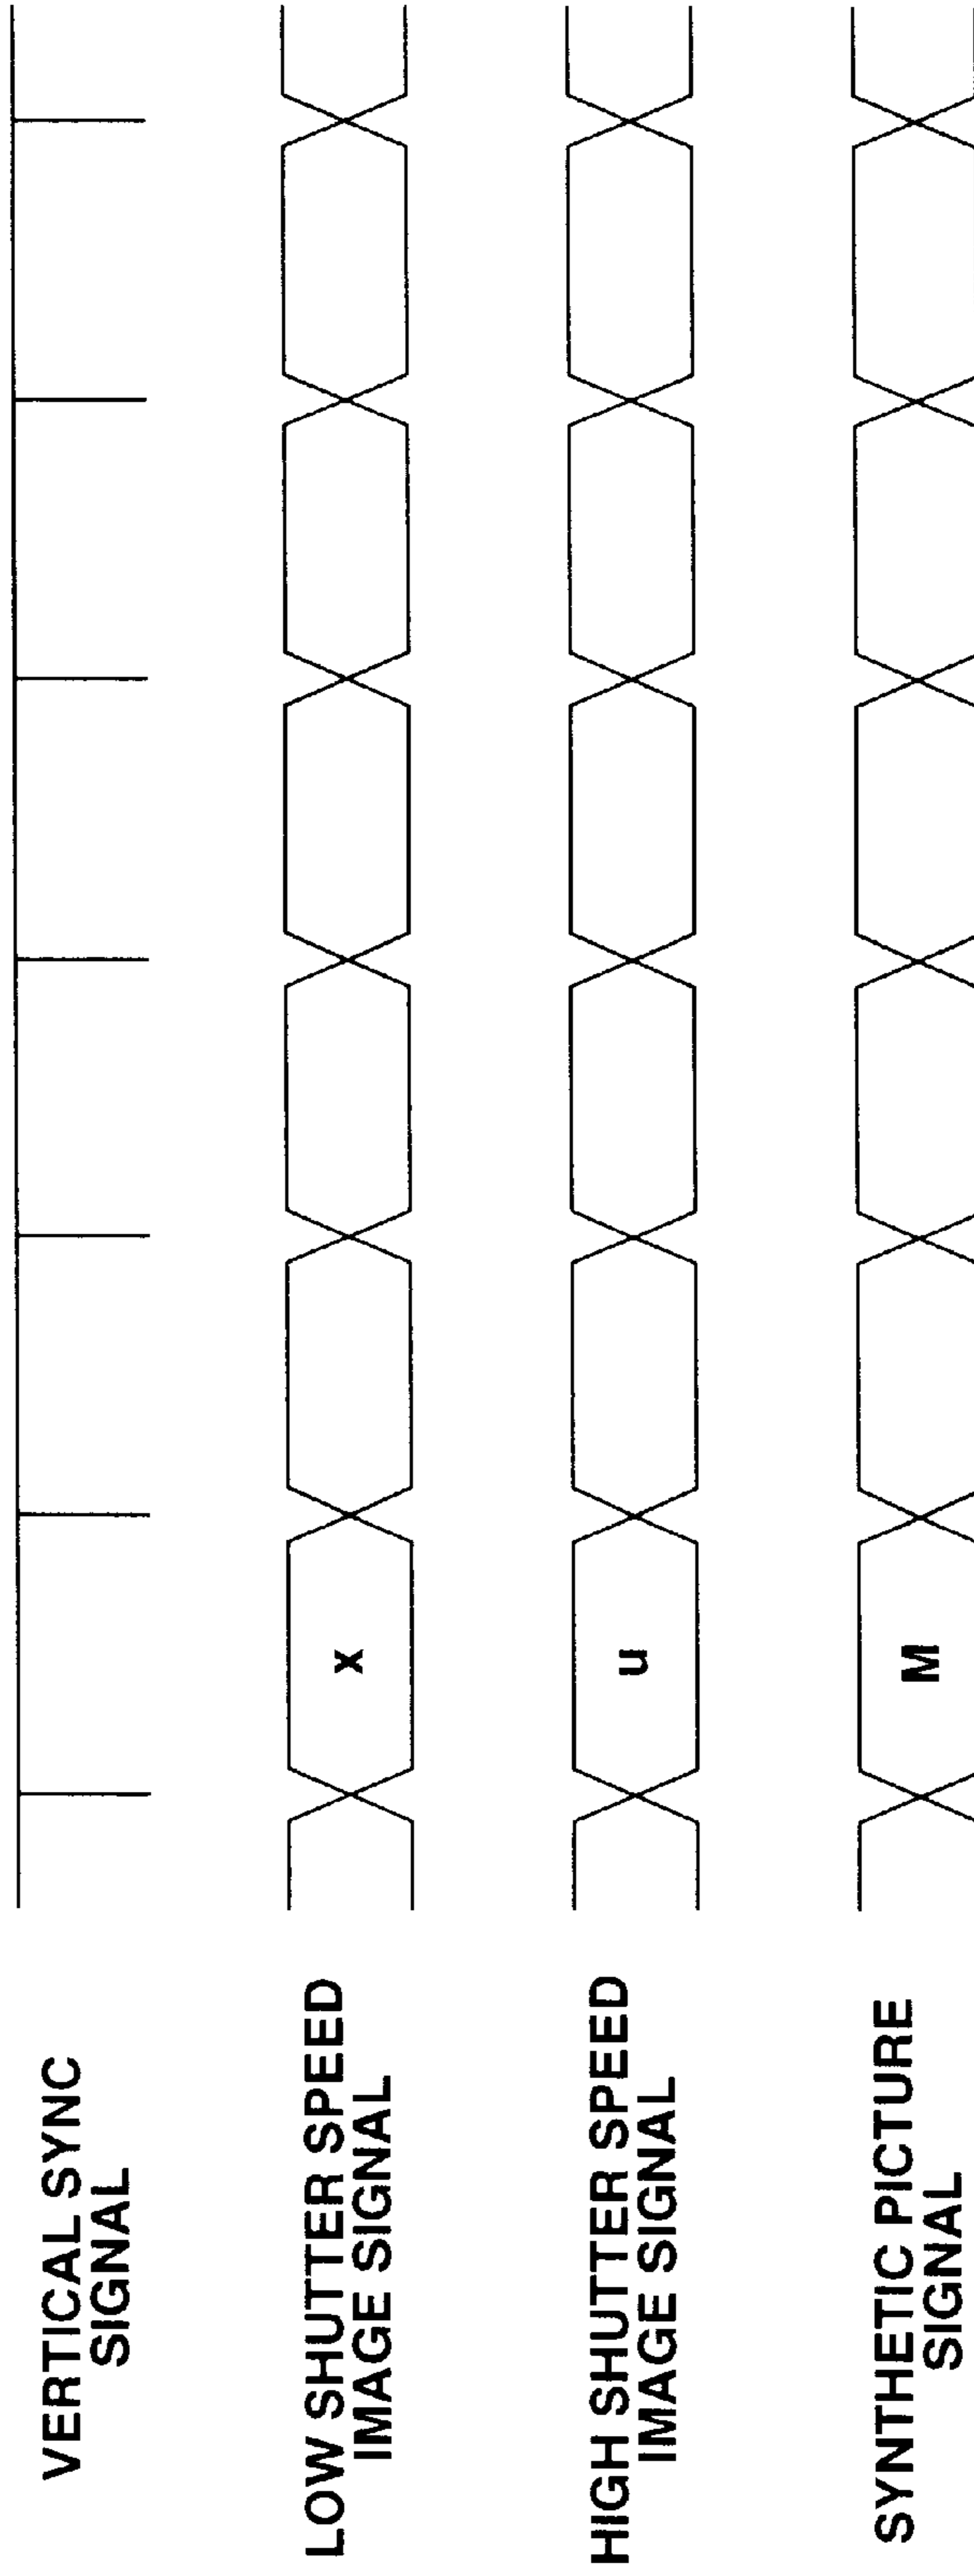 VERTICAL SYNC
SIGNAL
LOW SHUTTER SPEED
IMAGE SIGNAL
x
HIGH SHUTTER SPEED
IMAGE SIGNAL
u
SYNTHETIC PICTURE
SIGNAL
M